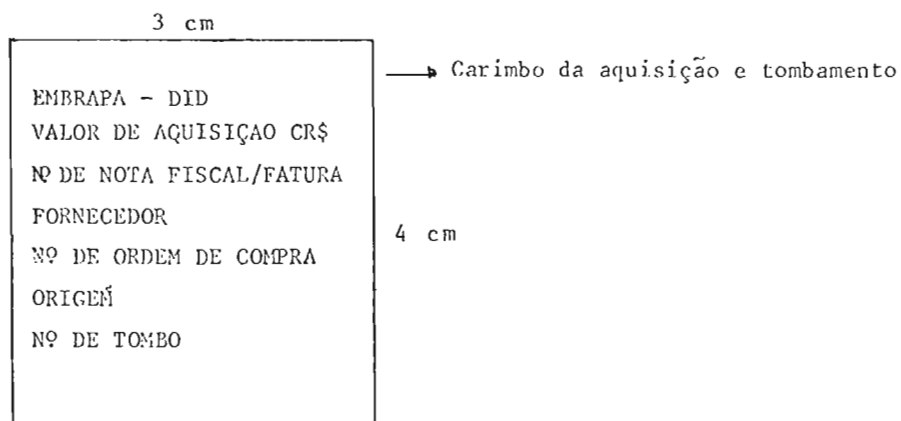 3 cm
Carimbo da aquisição e tombamento
EMBRAPA - DID
VALOR DE AQUISIÇAO CR$
Nº DE NOTA FISCAL/FATURA
FORNECEDOR
4 cm
Nº DE ORDEM DE COMPRA
ORIGEM
Nº DE TOMBO